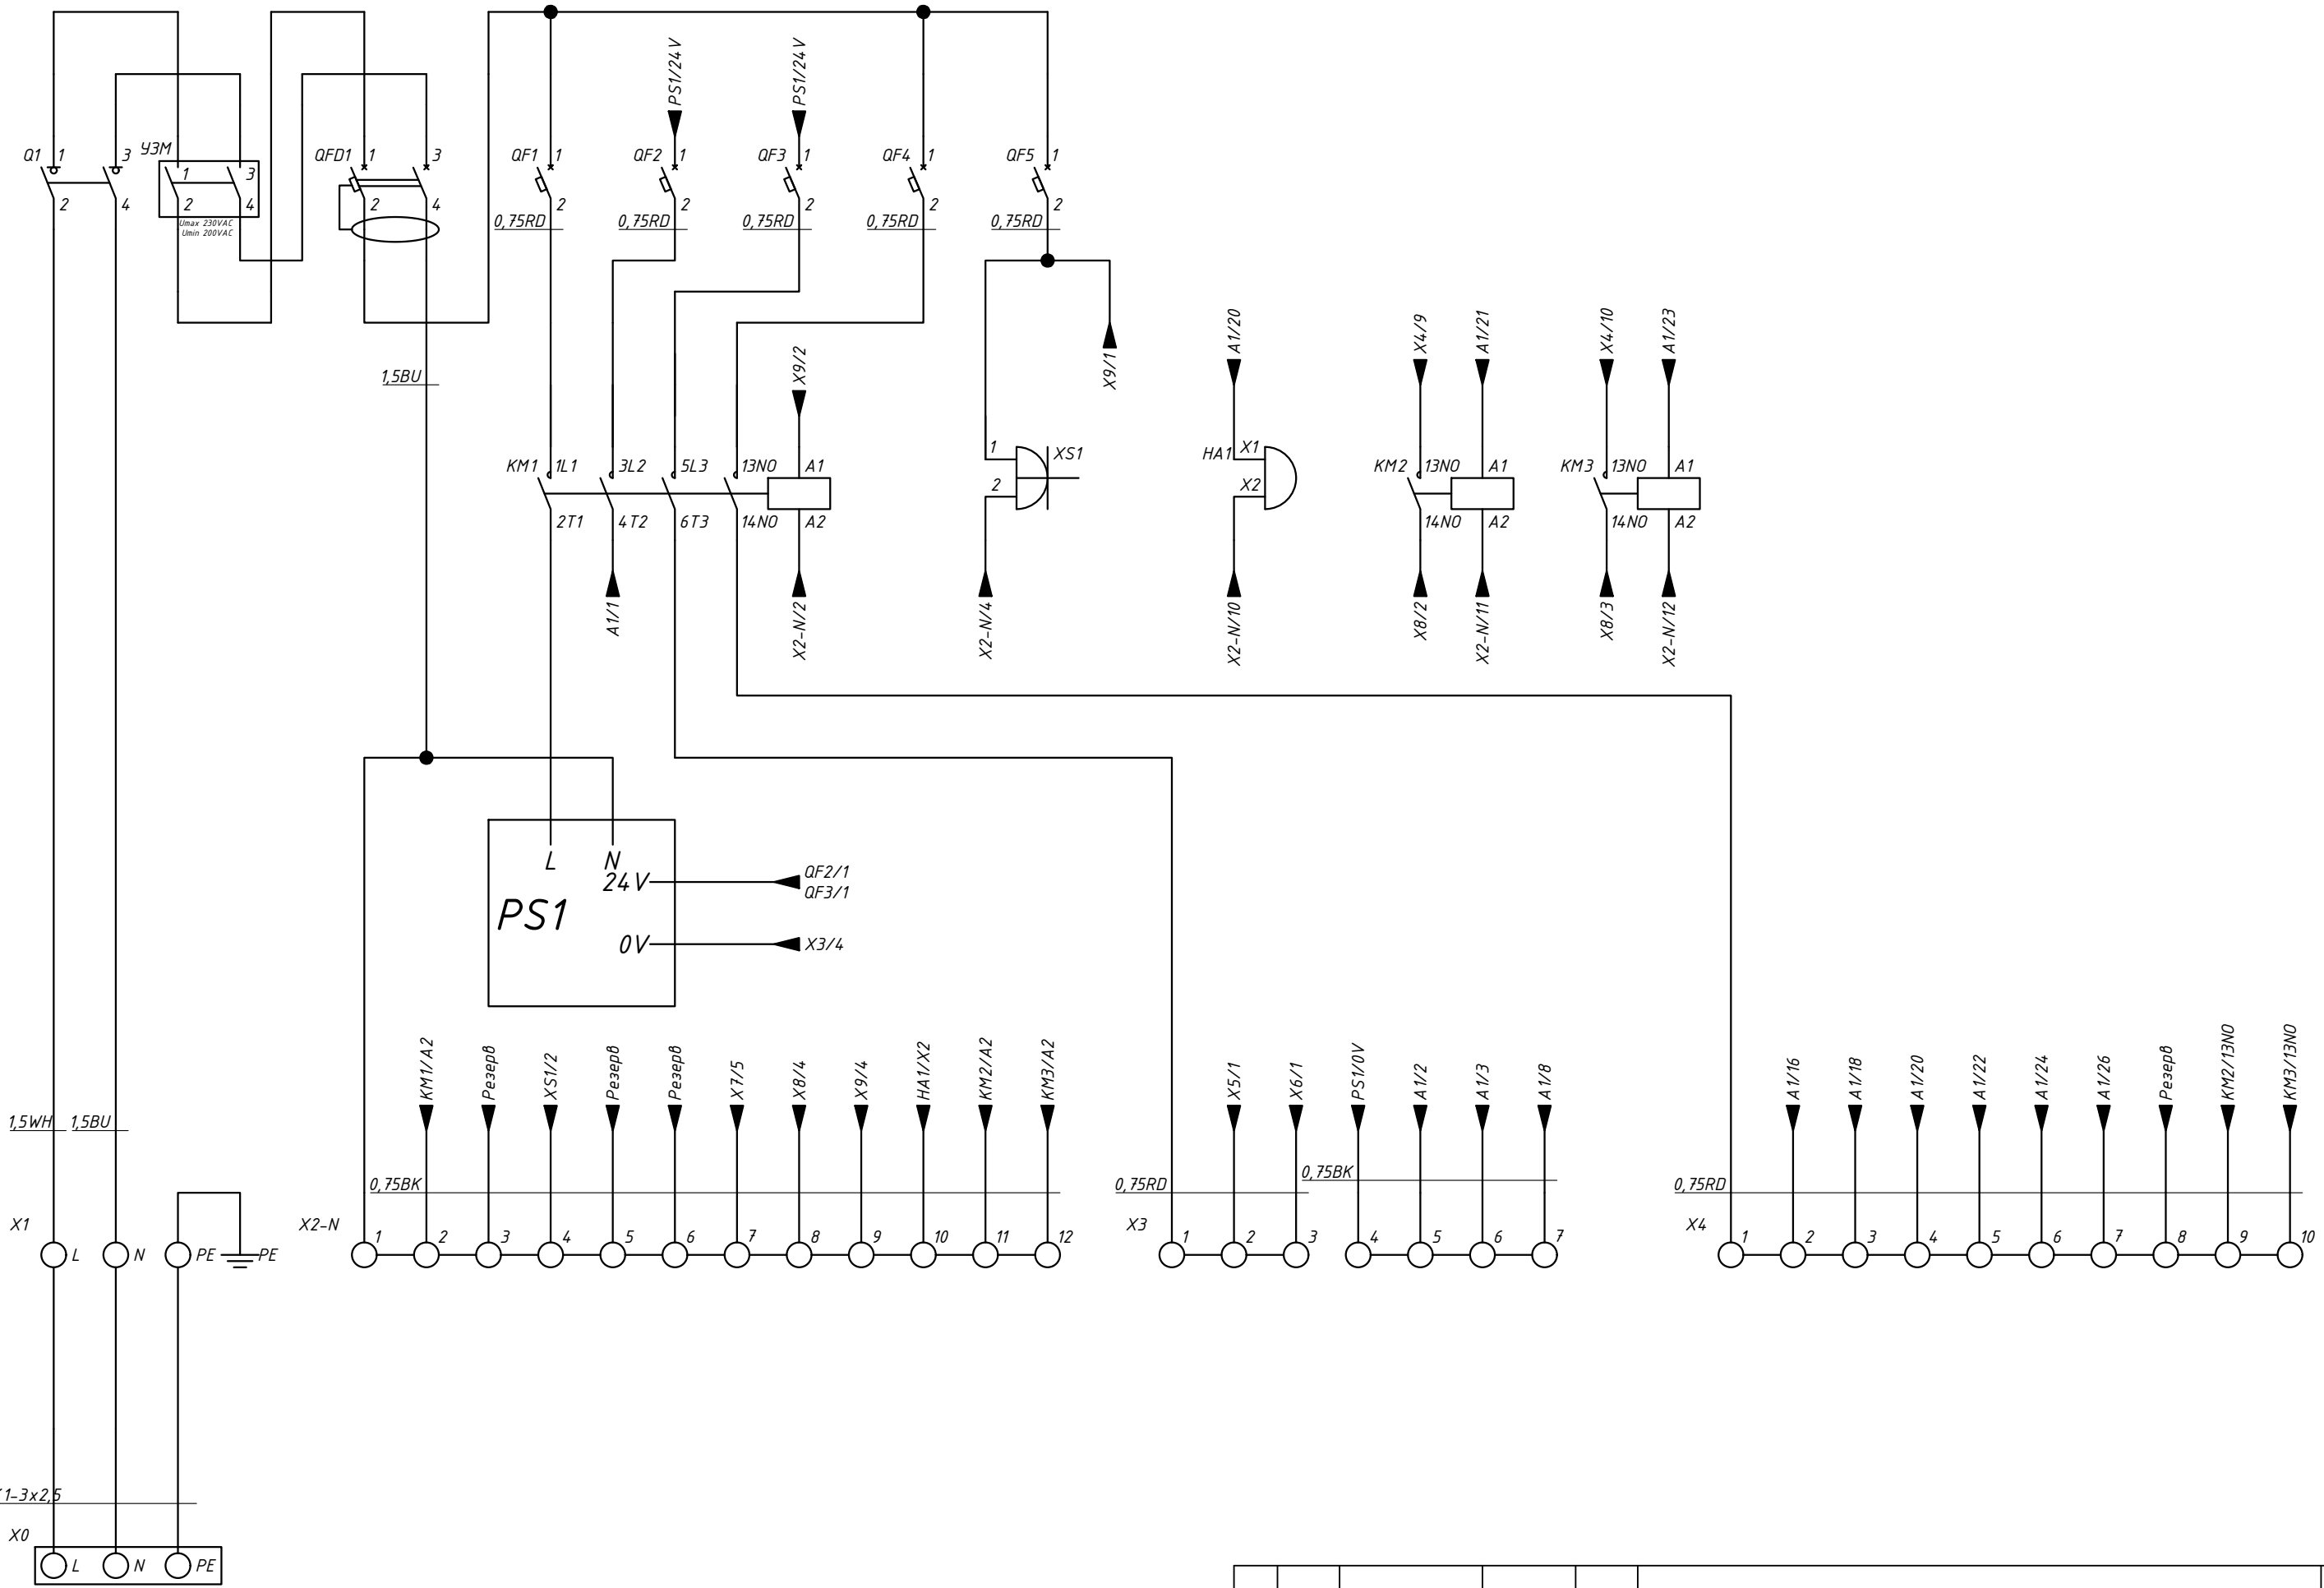 PS1/24V
PS1/24V
Q1 1
3
УЗМ
1
3
QFD1 1
3
QF1 1
QF2 1
QF3 1
QF4 1
QF5 1
2
4
2
4
2
4
2
2
2
2
2
Umax 230VAC
Umin 200VAC
0,75RD
0,75RD
0,75RD
0,75RD
0,75RD
1,5BU
X9/2
X9/1
A1/20
X4/9
A1/21
X4/10
A1/23
KM1 1L1
3L2
5L3
13NO
A1
1
XS1
2
HA1 X1
X2
KM2 13NO
A1
KM3 13NO
A1
2T1
4T2
6T3
14NO
A2
14NO
A2
14NO
A2
A1/1
X2-N/2
X2-N/4
X2-N/10
X8/2
X2-N/11
X8/3
X2-N/12
L
N
24V
QF2/1
QF3/1
PS1
0V
X3/4
KM1/A2
Резерв
XS1/2
Резерв
Резерв
X7/5
X8/4
X9/4
HA1/X2
KM2/A2
KM3/A2
X5/1
X6/1
PS1/0V
A1/2
A1/3
A1/8
A1/16
A1/18
A1/20
A1/22
A1/24
A1/26
Резерв
KM2/13NO
KM3/13NO
1,5WH
1,5BU
0,75BK
0,75RD
0,75BK
0,75RD
X1
L
N
PE
PE
X2-N
1
2
3
4
5
6
7
8
9
10
11
12
X3
1
2
3
4
5
6
7
X4
1
2
3
4
5
6
7
8
9
10
1-3x2,5
X0
L
N
PE